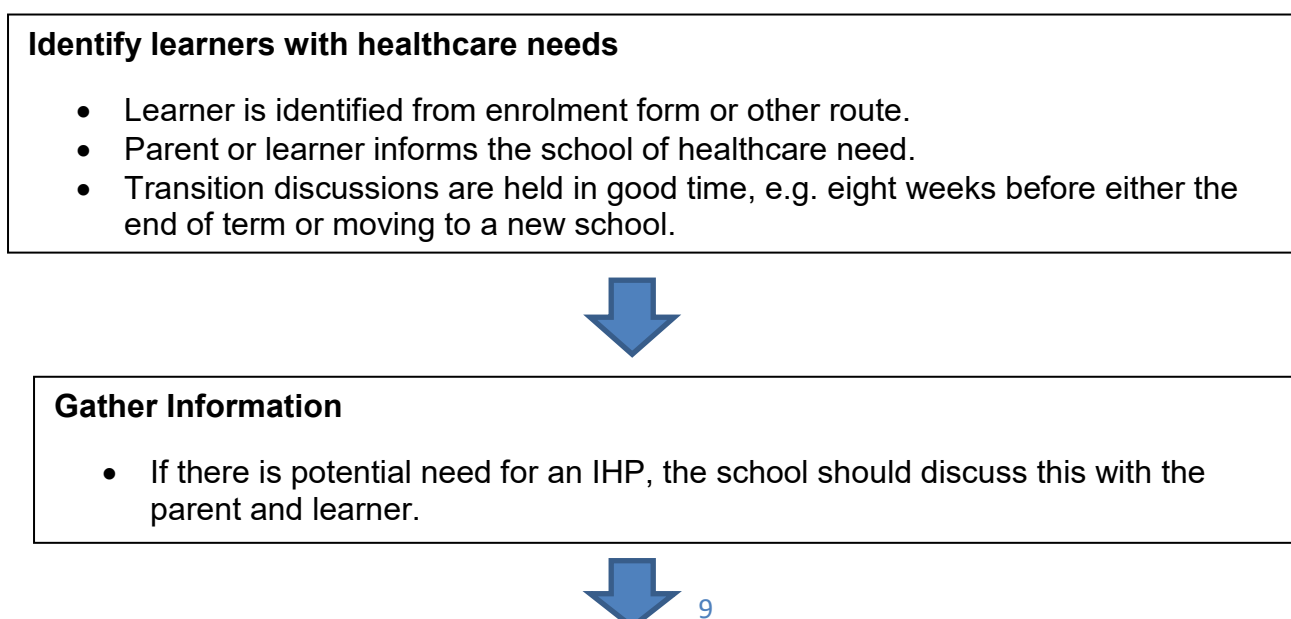 Identify learners with healthcare needs
• Learner is identified from enrolment form or other route.
• Parent or learner informs the school of healthcare need.
• Transition discussions are held in good time, e.g. eight weeks before either the
end of term or moving to a new school.
Gather Information
• If there is potential need for an IHP, the school should discuss this with the
parent and learner.
9